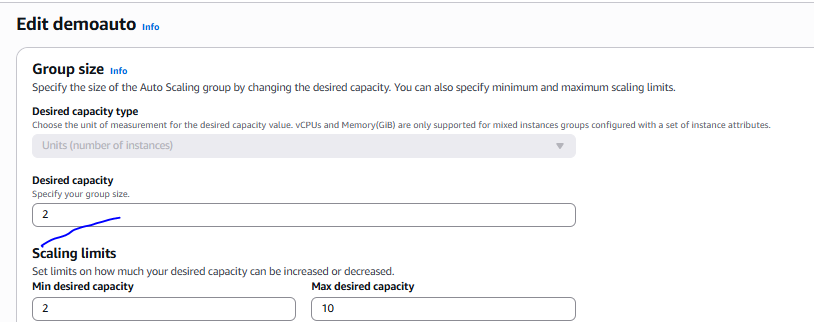 Edit demoauto Info
Group size Info
Specify the size of the Auto Scaling group by changing the desired capacity. You can also specify minimum and maximum scaling limits.
Desired capacity type
Choose the unit of measurement for the desired capacity value. vCPUs and Memory(GiB) are only supported for mixed instances groups configured with a set of instance attributes.
Units (number of instances)
Desired capacity
Specify your group size.
2
Scaling limits
Set limits on how much your desired capacity can be increased or decreased.
Min desired capacity Max desired capacity
2 10